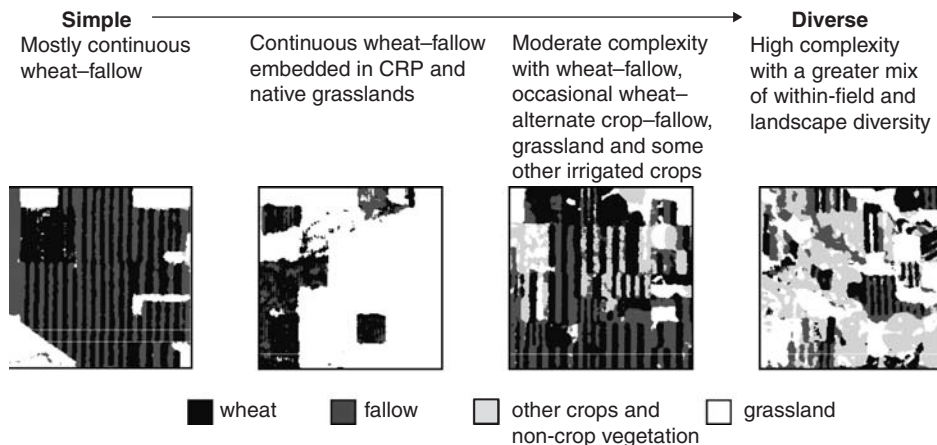 Simple
Mostly continuous
wheat–fallow
Continuous wheat–fallow
embedded in CRP and
native grasslands
Moderate complexity
with wheat–fallow,
occasional wheat–
alternate crop–fallow,
grassland and some
other irrigated crops
Diverse
High complexity
with a greater mix
of within-field and
landscape diversity
wheat
fallow
other crops and
non-crop vegetation
grassland